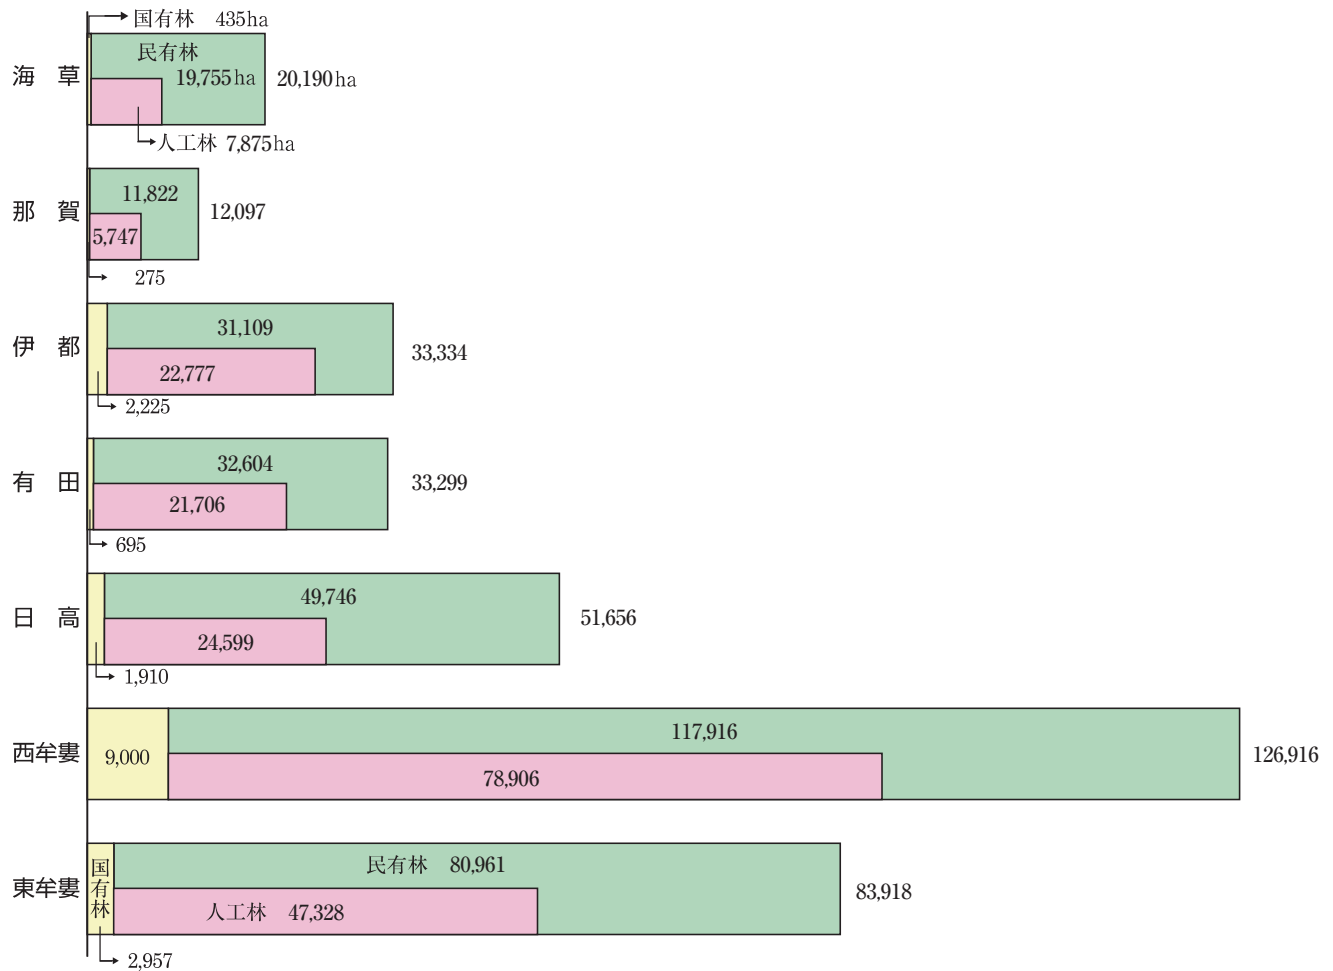 国有林 435ha
民有林
海草
19,755ha 20,190ha
人工林 7,875ha
11,822
那賀 12,097
5,747
275
31,109
伊都 33,334
22,777
2,225
32,604
有田 33,299
21,706
695
49,746
日高 51,656
24,599
1,910
117,916
西牟婁 9,000 126,916
78,906
民有林 80,961
東牟婁 国有林 83,918
人工林 47,328
2,957